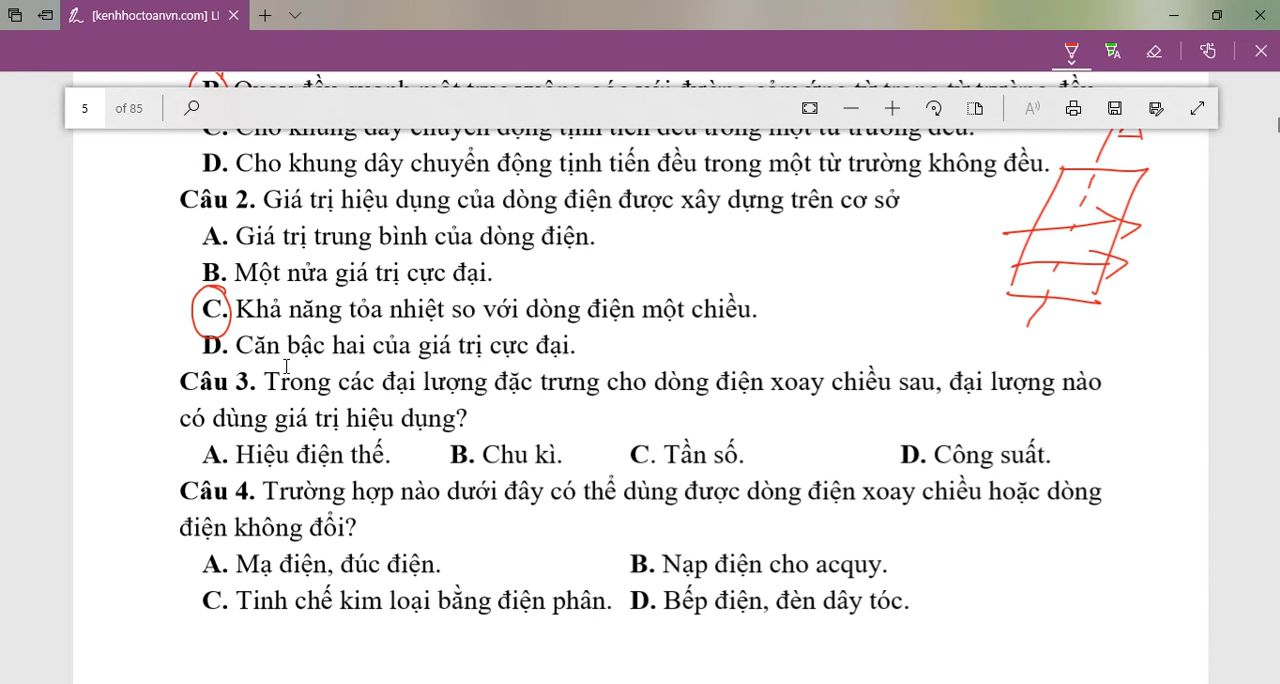 [kenhhoctoanvn.com] LI
5 of 85
D. Cho khung dây chuyển động tịnh tiến đều trong một từ trường không đều.
Câu 2. Giá trị hiệu dụng của dòng điện được xây dựng trên cơ sở
A. Giá trị trung bình của dòng điện.
B. Một nửa giá trị cực đại.
C. Khả năng tỏa nhiệt so với dòng điện một chiều.
D. Căn bậc hai của giá trị cực đại.
Câu 3. Trong các đại lượng đặc trưng cho dòng điện xoay chiều sau, đại lượng nào
có dùng giá trị hiệu dụng?
A. Hiệu điện thế. B. Chu kì. C. Tần số. D. Công suất.
Câu 4. Trường hợp nào dưới đây có thể dùng được dòng điện xoay chiều hoặc dòng
điện không đổi?
A. Mạ điện, đúc điện. B. Nạp điện cho acquy.
C. Tinh chế kim loại bằng điện phân. D. Bếp điện, đèn dây tóc.